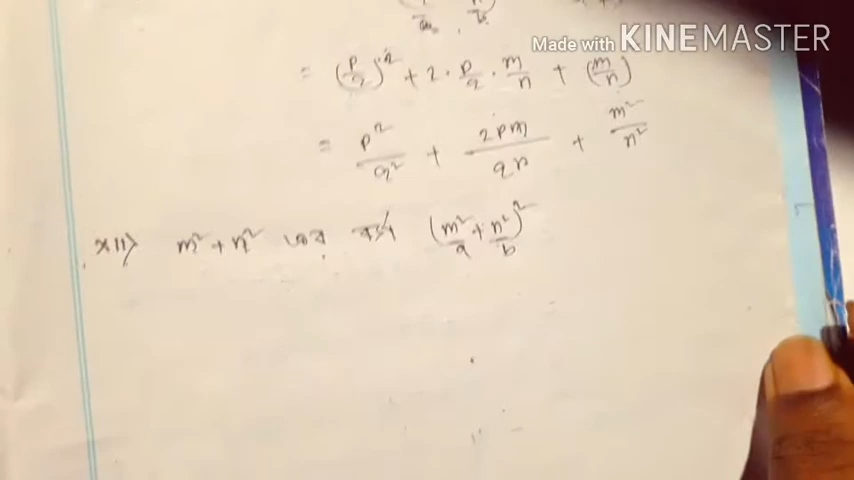 Made with KINEMASTER
= (p/q)² + 2 · p/q · m/n + (m/n)
= p²/q² + 2pm/qn + m²/n²
xii> m² + n² এর বর্গ (m²/a + n²/b)²